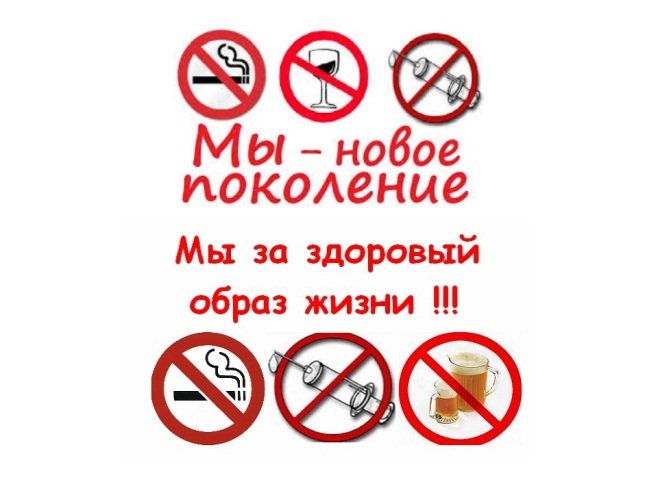 Мы – новое
поколение
Мы за здоровый
образ жизни !!!